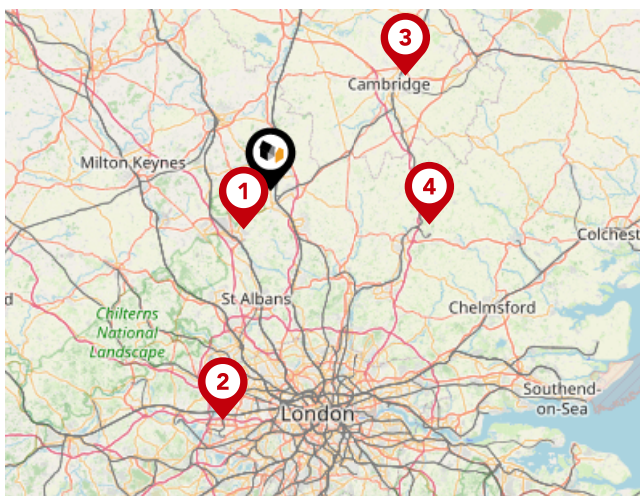 3
Cambridge
Milton Keynes
1
4
Colchest
d
St Albans
Chilterns
National
Landscape
Chelmsford
2
Southend-
on-Sea
London